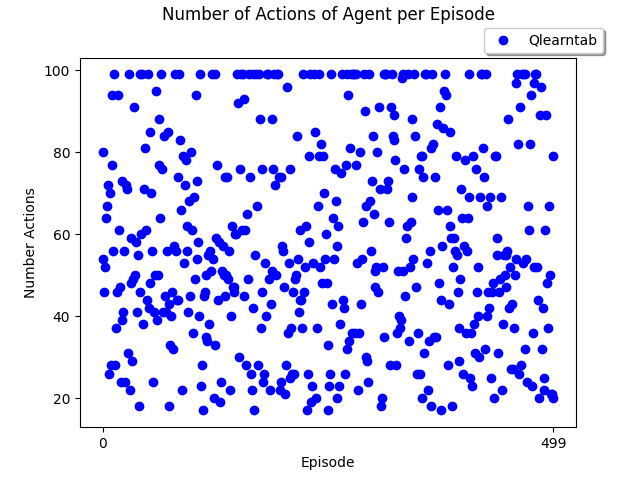 Number of Actions of Agent per Episode
Qlearntab
100
80
60
40
20
Number Actions
0
499
Episode